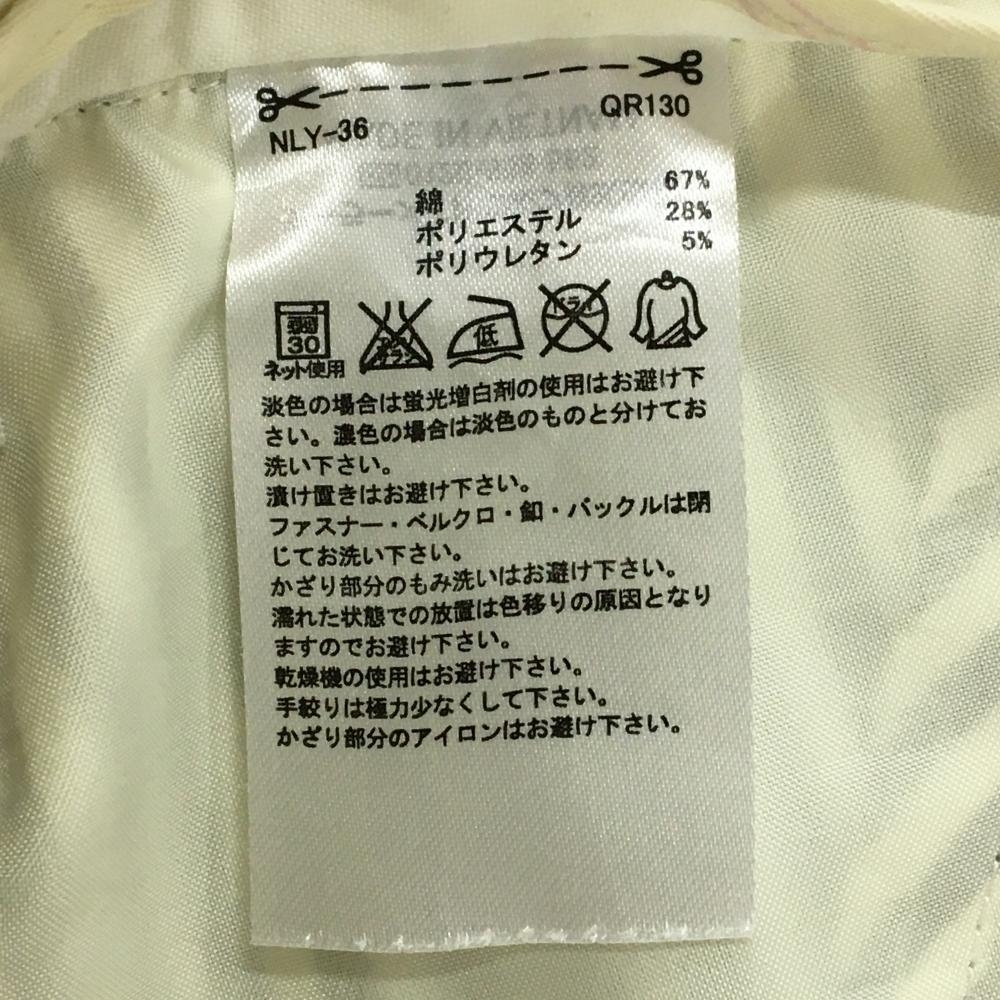 NLY-36
QR130
綿 67%
ポリエステル 28%
ポリウレタン 5%
弱
30
ネット使用
低
ドライ
淡色の場合は蛍光増白剤の使用はお避け下
さい。濃色の場合は淡色のものと分けてお
洗い下さい。
漬け置きはお避け下さい。
ファスナー・ベルクロ・釦・バックルは閉
じてお洗い下さい。
かざり部分のもみ洗いはお避け下さい。
濡れた状態での放置は色移りの原因となり
ますのでお避け下さい。
乾燥機の使用はお避け下さい。
手絞りは極力少なくして下さい。
かざり部分のアイロンはお避け下さい。